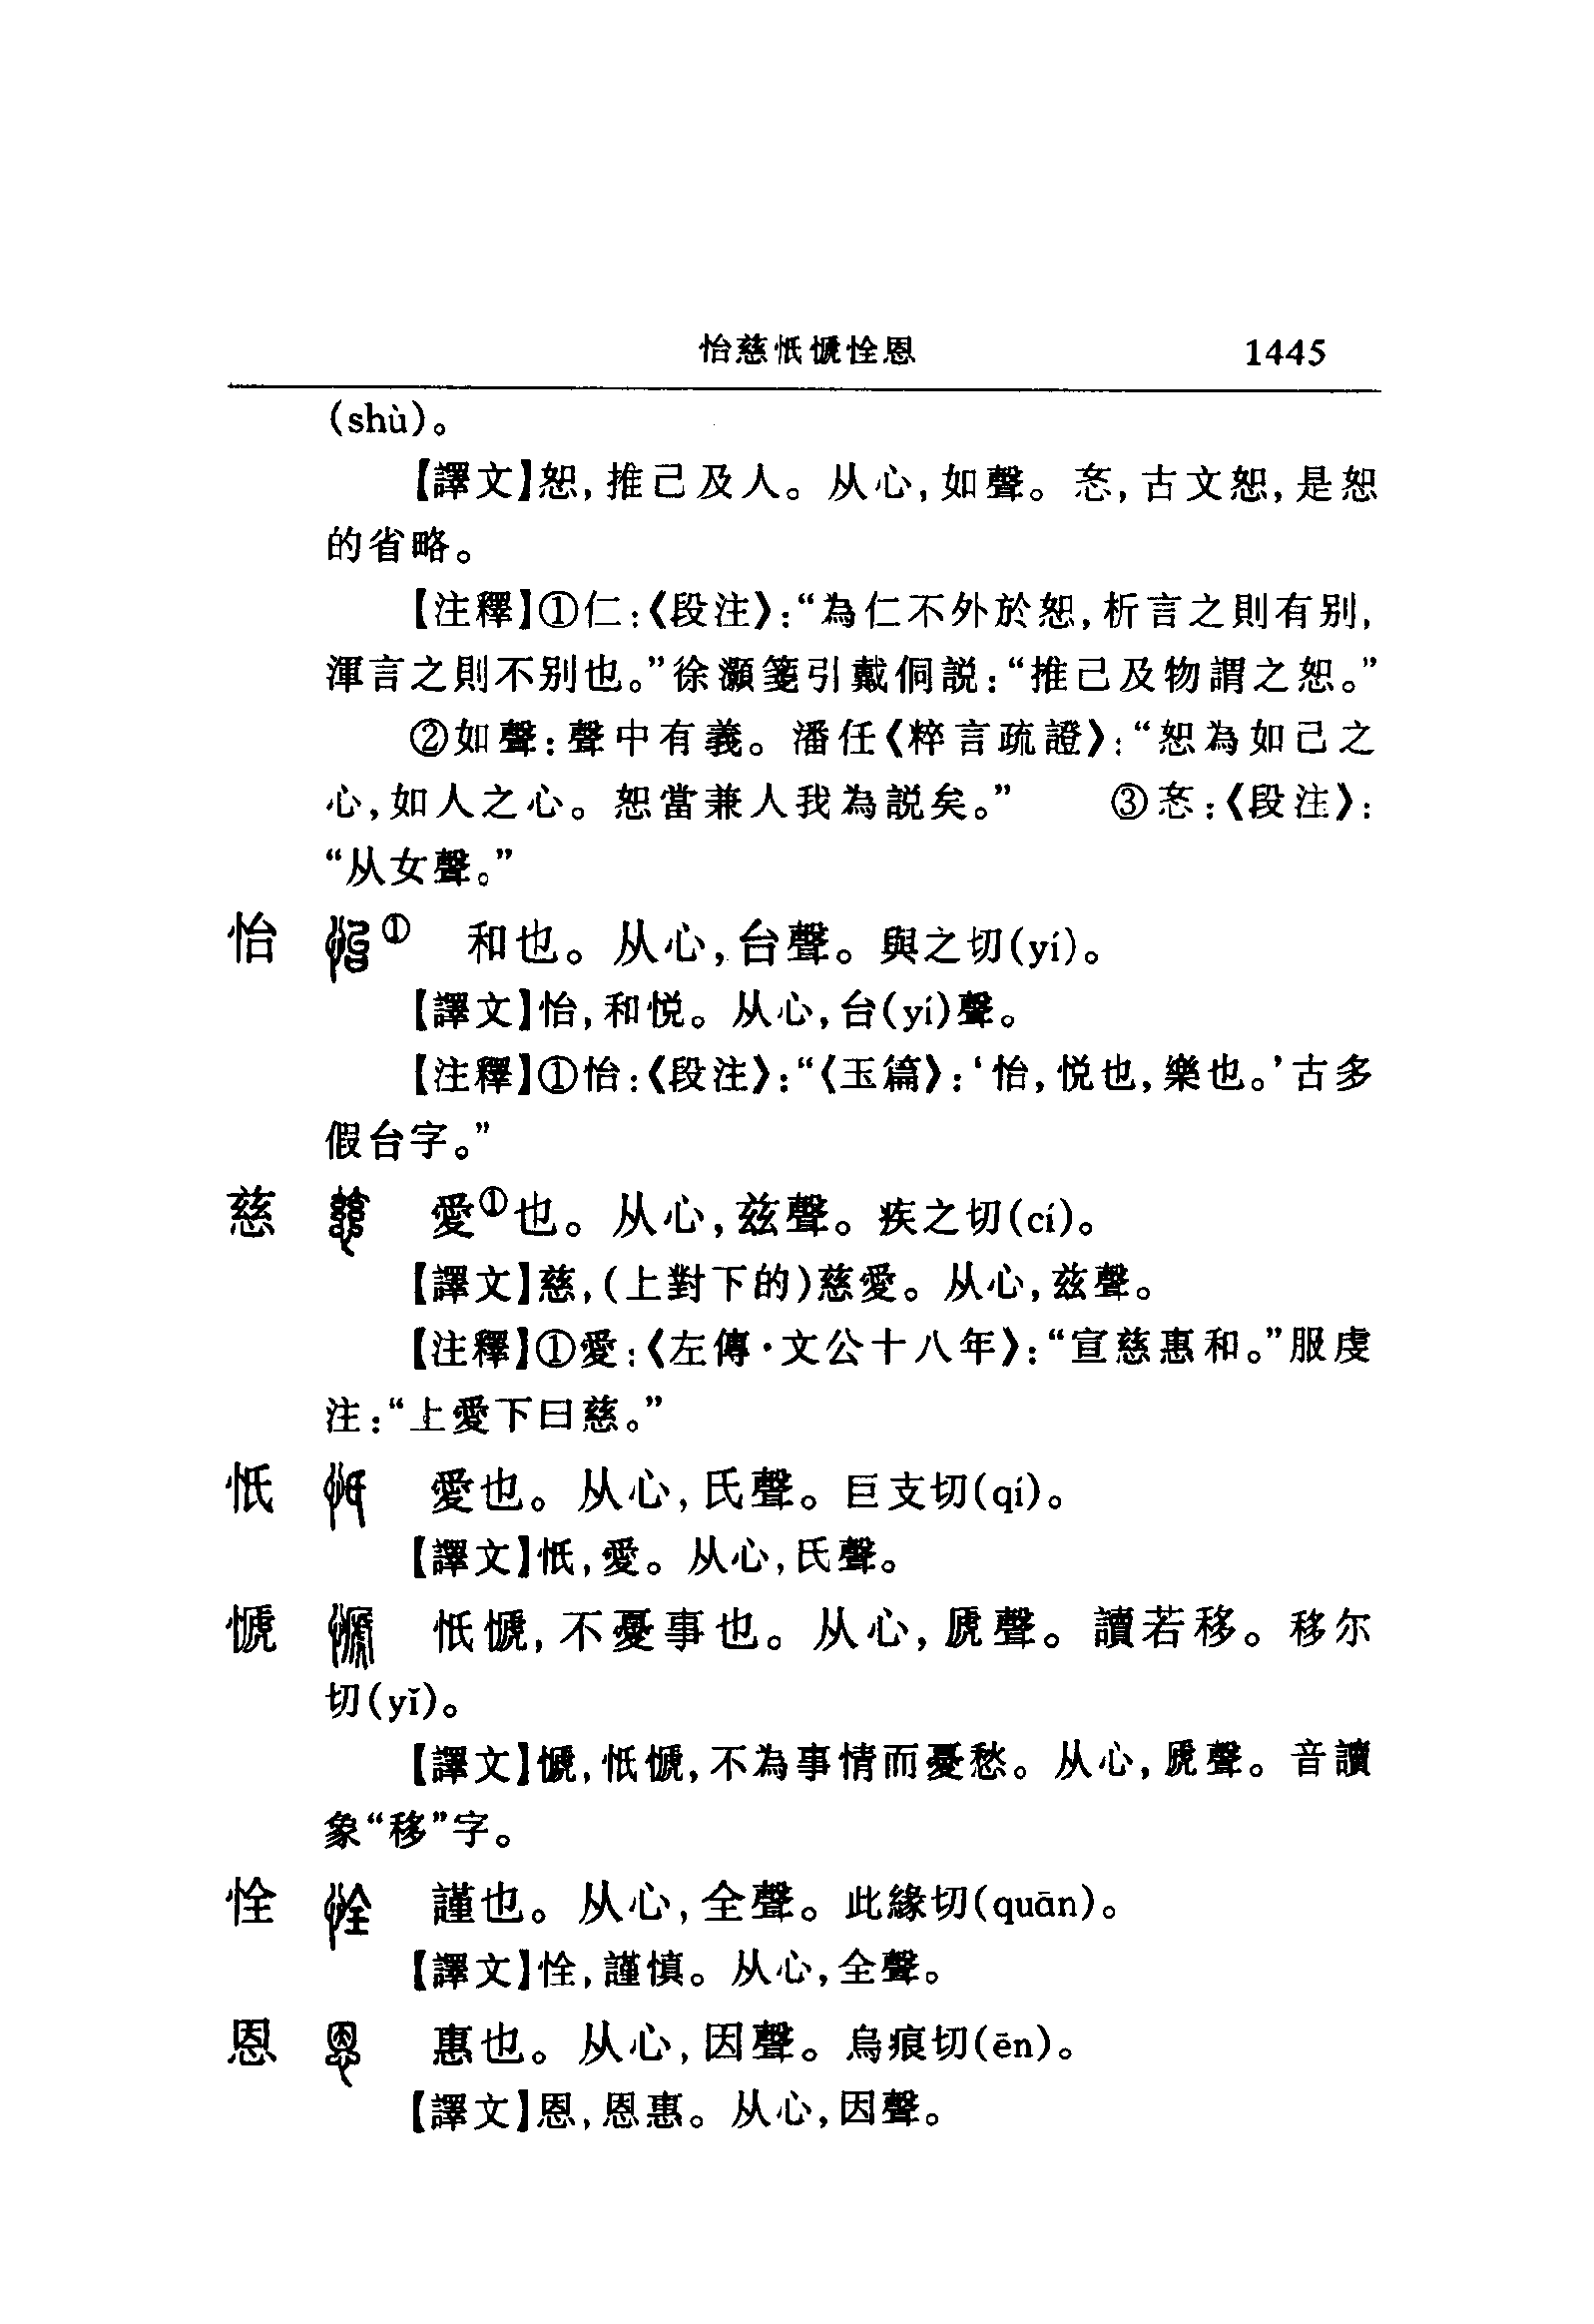 怡慈忯㦉恮恩 1445
(shù)。
【譯文】恕,推己及人。从心,如聲。㣽,古文恕,是恕
的省略。
【注釋】①仁:《段注》:“為仁不外於恕,析言之則有别,
渾言之則不别也。”徐灝箋引戴侗説:“推己及物謂之恕。”
②如聲:聲中有義。潘任《粹言疏證》:“恕為如己之
心,如人之心。恕當兼人我為説矣。” ③㣽:《段注》:
“从女聲。”
怡 ① 和也。从心,台聲。與之切(yí)。
【譯文】怡,和悦。从心,台(yí)聲。
【注釋】①怡:《段注》:“《玉篇》:‘怡,悦也,樂也。’古多
假台字。”
慈 愛①也。从心,兹聲。疾之切(cí)。
【譯文】慈,(上對下的)慈愛。从心,兹聲。
【注釋】①愛:《左傳·文公十八年》:“宣慈惠和。”服虔
注:“上愛下曰慈。”
忯 愛也。从心,氏聲。巨支切(qí)。
【譯文】忯,愛。从心,氏聲。
㦉 忯㦉,不憂事也。从心,虒聲。讀若移。移尔
切(yǐ)。
【譯文】㦉,忯㦉,不為事情而憂愁。从心,虒聲。音讀
象“移”字。
恮 謹也。从心,全聲。此緣切(quān)。
【譯文】恮,謹慎。从心,全聲。
恩 惠也。从心,因聲。烏痕切(ēn)。
【譯文】恩,恩惠。从心,因聲。